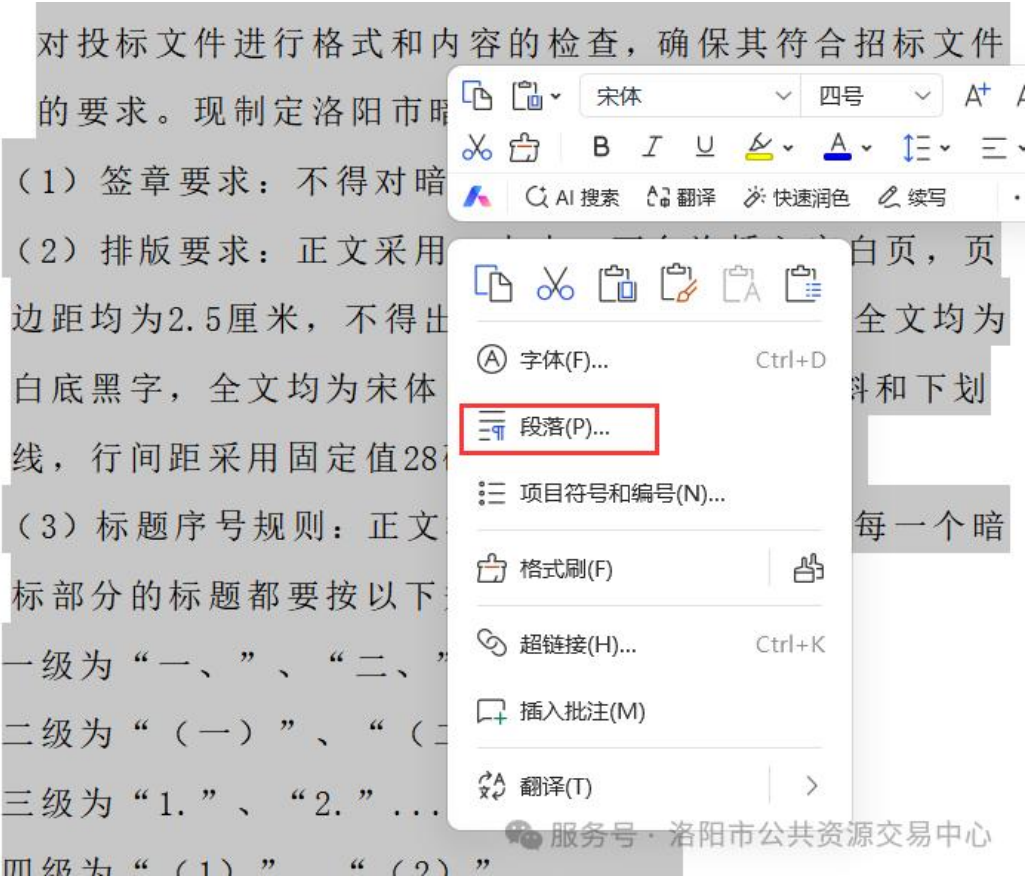 对投标文件进行格式和内容的检查，确保其符合招标文件
的要求。现制定洛阳市暗
（1）签章要求：不得对暗
（2）排版要求：正文采用
白页，页
边距均为2.5厘米，不得出
全文均为
白底黑字，全文均为宋体
和下划
线，行间距采用固定值28
（3）标题序号规则：正文
每一个暗
标部分的标题都要按以下
一级为“一、”、“二、”
二级为“（一）”、“（二
三级为“1.”、“2.”...
四级为“（1）”、“（2）”
宋体 四号 A+
B I U A
AI 搜索 翻译 快速润色 续写
字体(F)... Ctrl+D
段落(P)...
项目符号和编号(N)...
格式刷(F)
超链接(H)... Ctrl+K
插入批注(M)
翻译(T)
服务号 · 洛阳市公共资源交易中心